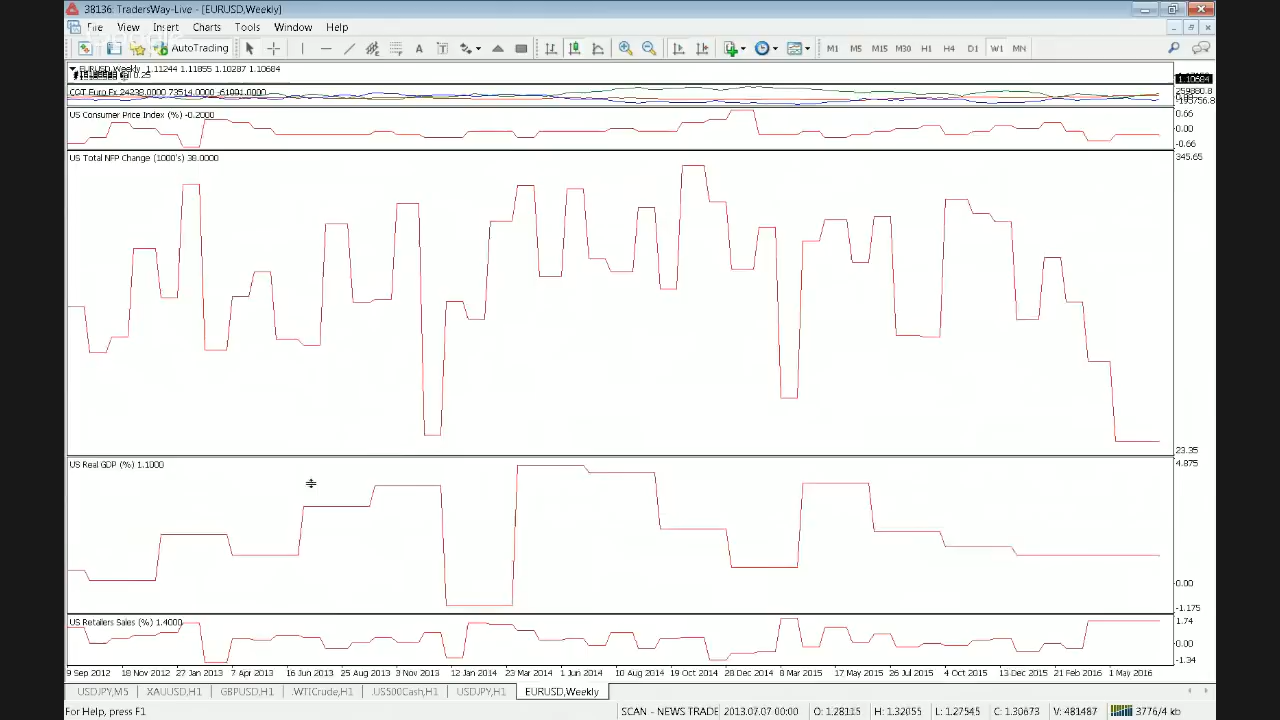 38136: TradersWay-Live - [EURUSD,Weekly]
File View Insert Charts Tools Window Help
AutoTrading A T M1 M5 M15 M30 H1 H4 D1 W1 MN
EURUSD,Weekly 1.11244 1.11855 1.10287 1.10684
0.25
1.10684
COT Euro Fx 24238.0000 73514.0000 -61001.0000
259880.8
US Consumer Price Index (%) -0.2000
0.66
0.00
-0.66
US Total NFP Change (1000's) 38.0000
345.65
23.35
US Real GDP (%) 1.1000
4.875
0.00
-1.175
US Retailers Sales (%) 1.4000
1.74
0.00
-1.34
9 Sep 2012 18 Nov 2012 27 Jan 2013 7 Apr 2013 16 Jun 2013 25 Aug 2013 3 Nov 2013 12 Jan 2014 23 Mar 2014 1 Jun 2014 10 Aug 2014 19 Oct 2014 28 Dec 2014 8 Mar 2015 17 May 2015 26 Jul 2015 4 Oct 2015 13 Dec 2015 21 Feb 2016 1 May 2016
USDJPY,M5 XAUUSD,H1 GBPUSD,H1 .WTICrude,H1 .US500Cash,H1 USDJPY,H1 EURUSD,Weekly
For Help, press F1 SCAN - NEWS TRADE 2013.07.07 00:00 O: 1.28115 H: 1.32055 L: 1.27545 C: 1.30673 V: 481487 3776/4 kb